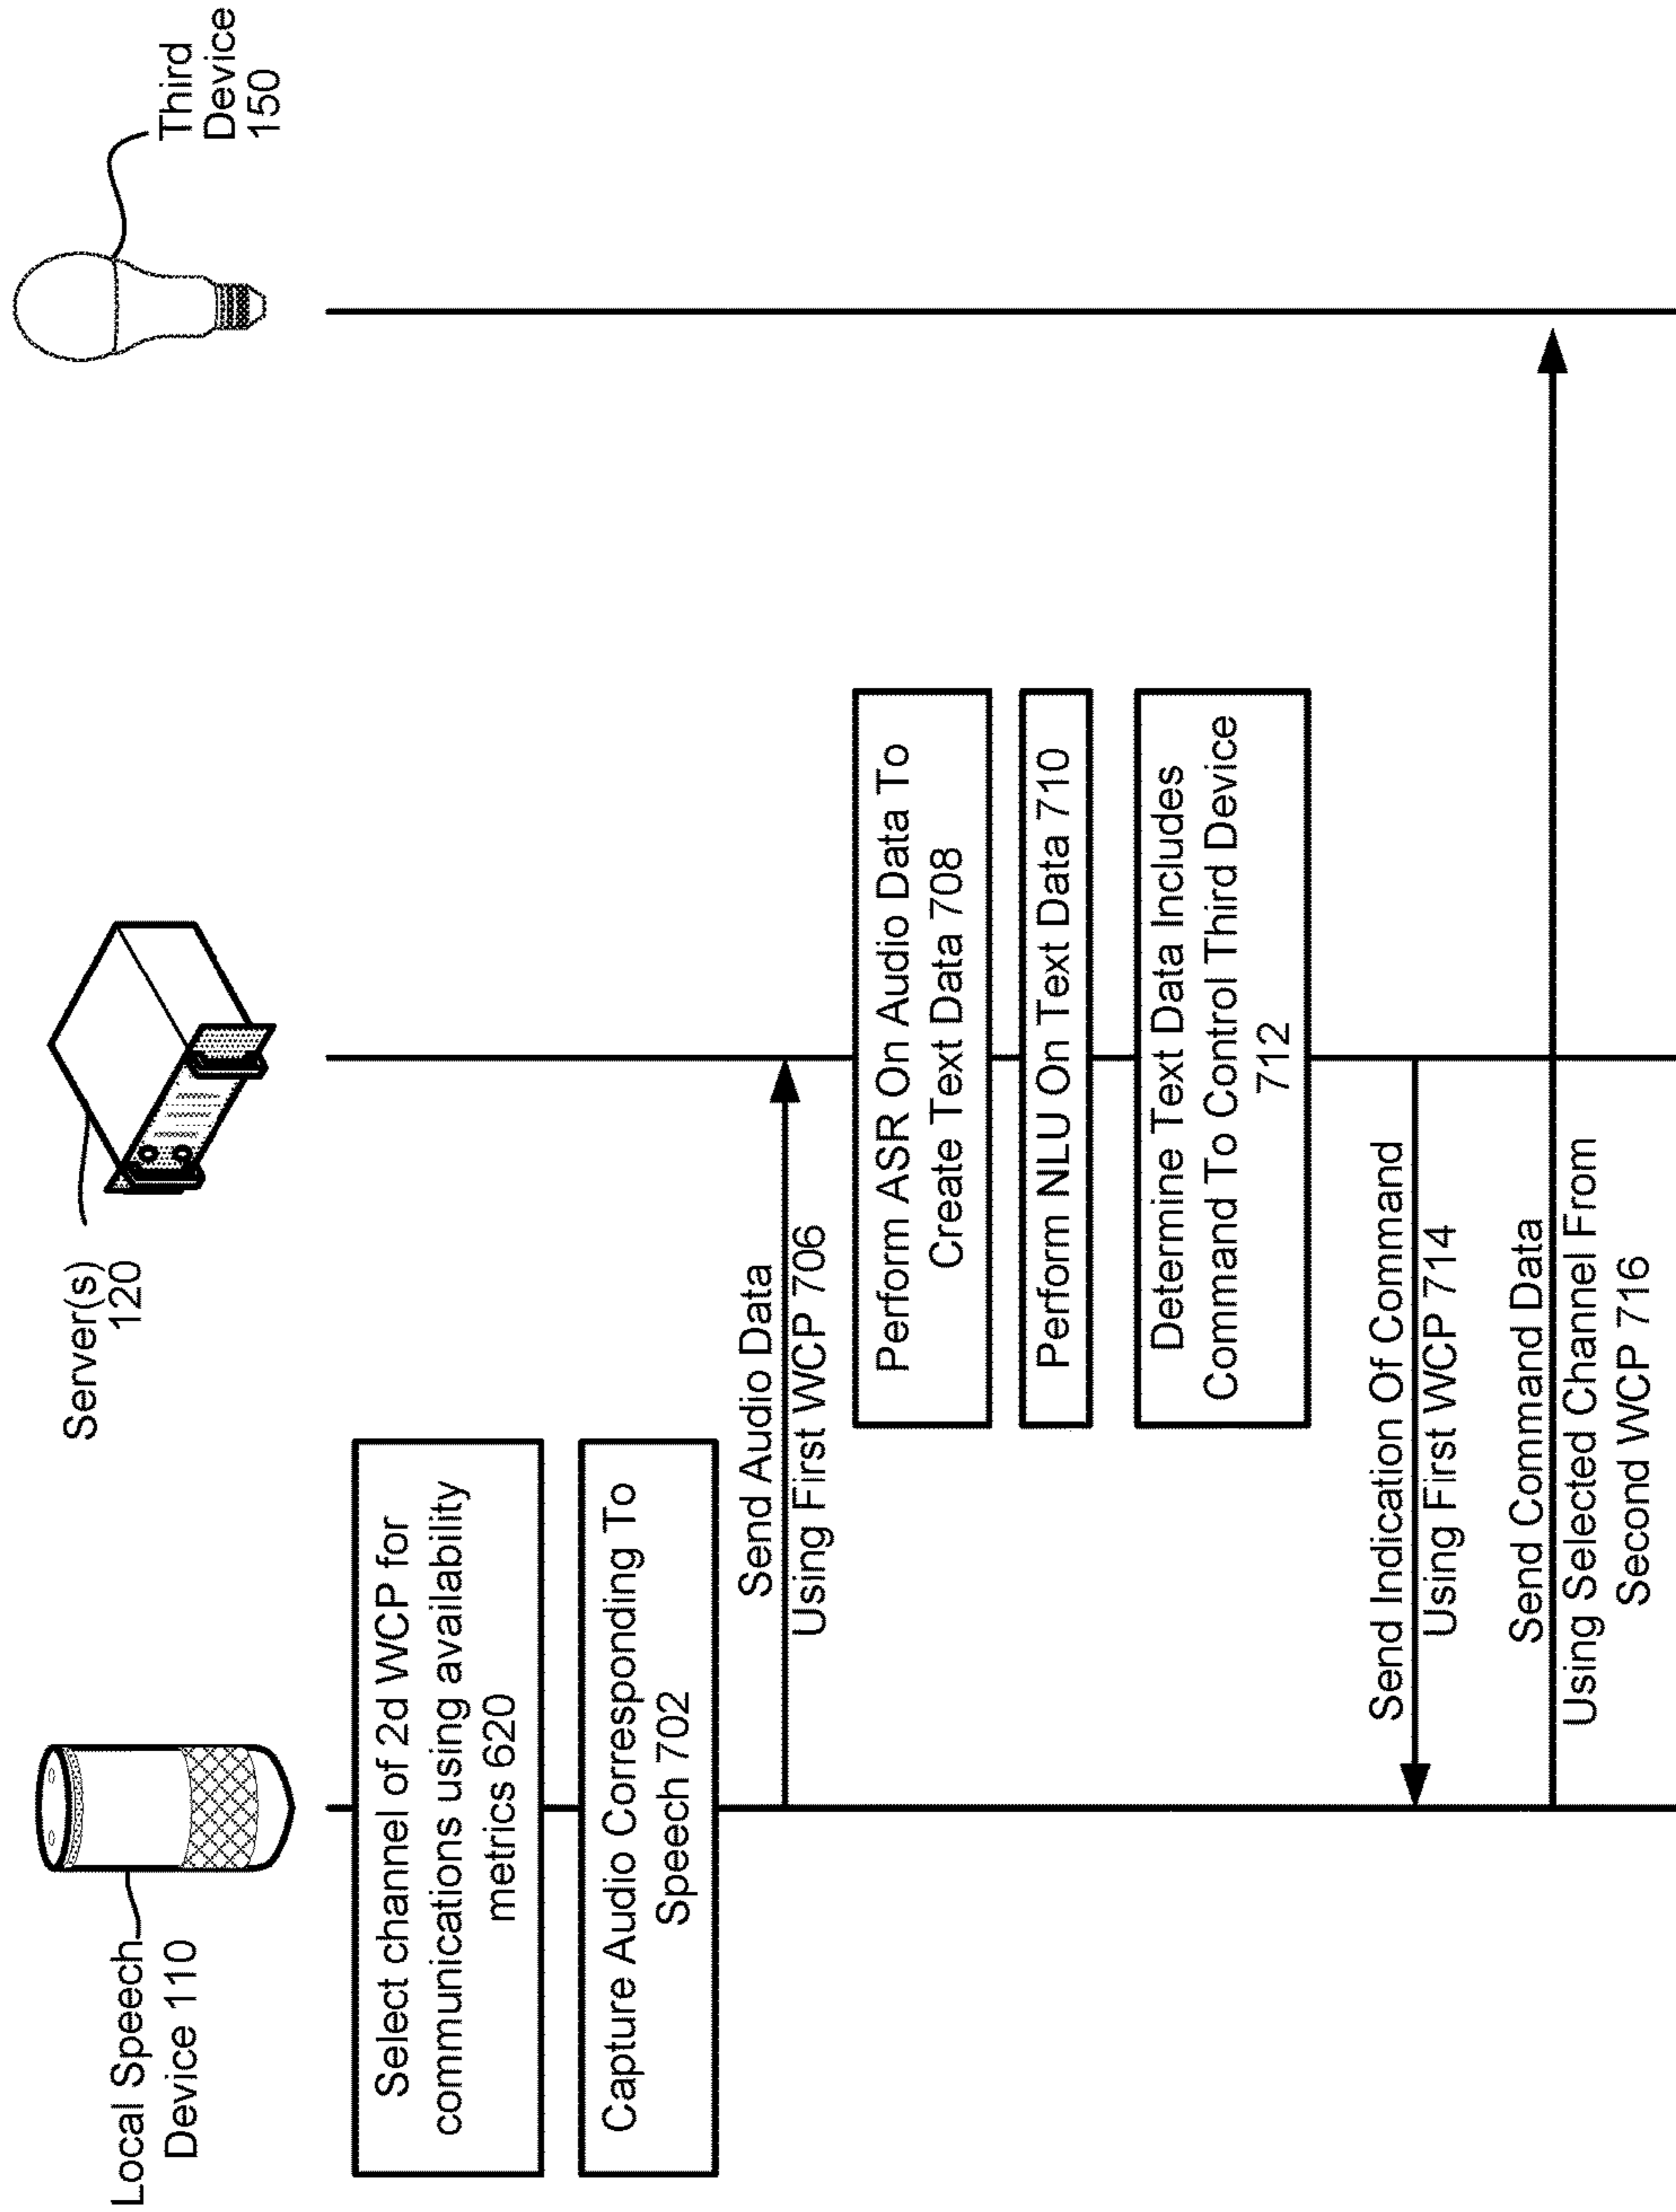 Local Speech
Device 110
Server(s)
120
Third
Device
150
Select channel of 2d WCP for
communications using availability
metrics 620
Capture Audio Corresponding To
Speech 702
Send Audio Data
Using First WCP 706
Perform ASR On Audio Data To
Create Text Data 708
Perform NLU On Text Data 710
Determine Text Data Includes
Command To Control Third Device
712
Send Indication Of Command
Using First WCP 714
Send Command Data
Using Selected Channel From
Second WCP 716